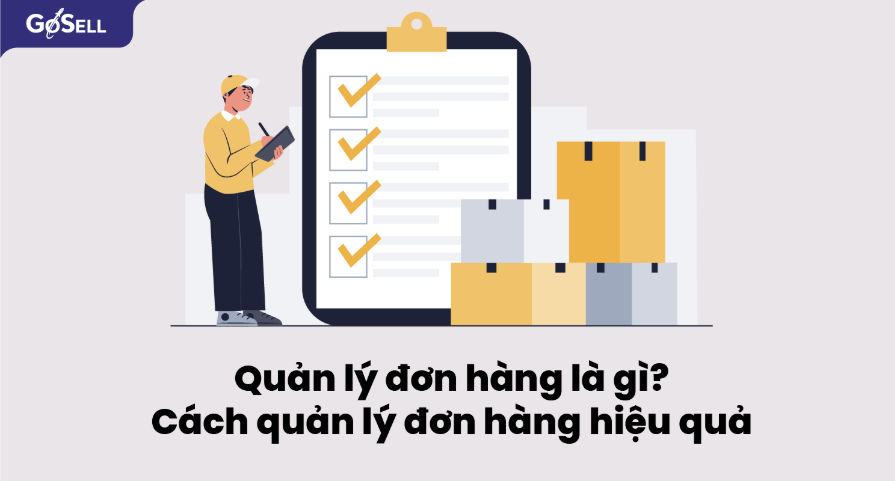 GoSELL
Quản lý đơn hàng là gì?
Cách quản lý đơn hàng hiệu quả